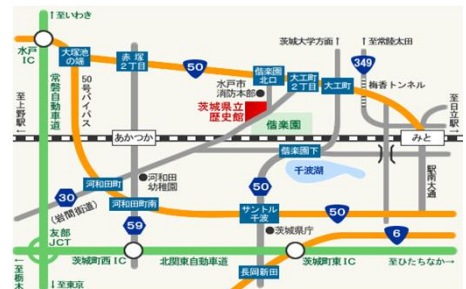 ↑至いわき
水戸
IC
大塚池
の端
赤塚
2丁目
50
茨城大学方面↑
↑至常陸太田
349
偕楽園
北口
水戸市
消防本部
大工町
2丁目
大工町
梅香トンネル
茨城県立
歴史館
偕楽園
常磐自動車道
50号バイパス
至上野駅
あかつか
みと
至日立駅
偕楽園下
千波湖
河和田
幼稚園
河和田町
河和田町南
30
(岩間街道)
50
サントル
千波
50
駅南大通
59
茨城県庁
6
友部
JCT
茨城町西IC
北関東自動車道
茨城町東IC
至ひたちなか→
長岡新田
←至栃木
↓至東京